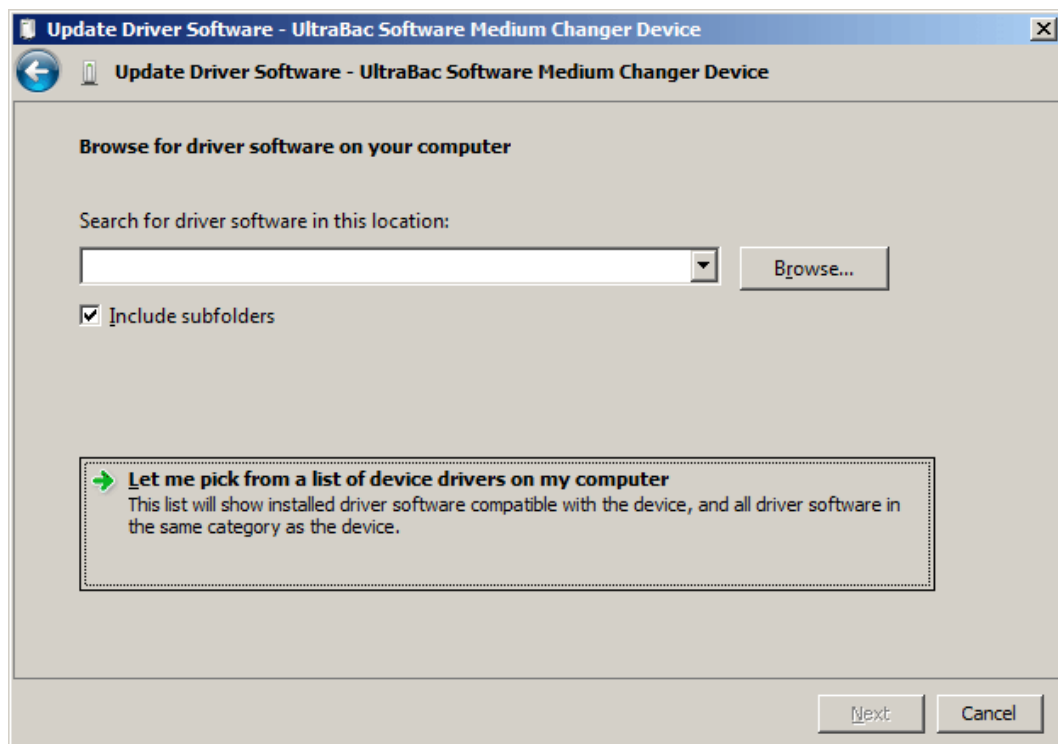 Update Driver Software - UltraBac Software Medium Changer Device
Update Driver Software - UltraBac Software Medium Changer Device
Browse for driver software on your computer
Search for driver software in this location:
Browse...
Include subfolders
Let me pick from a list of device drivers on my computer
This list will show installed driver software compatible with the device, and all driver software in
the same category as the device.
Next
Cancel